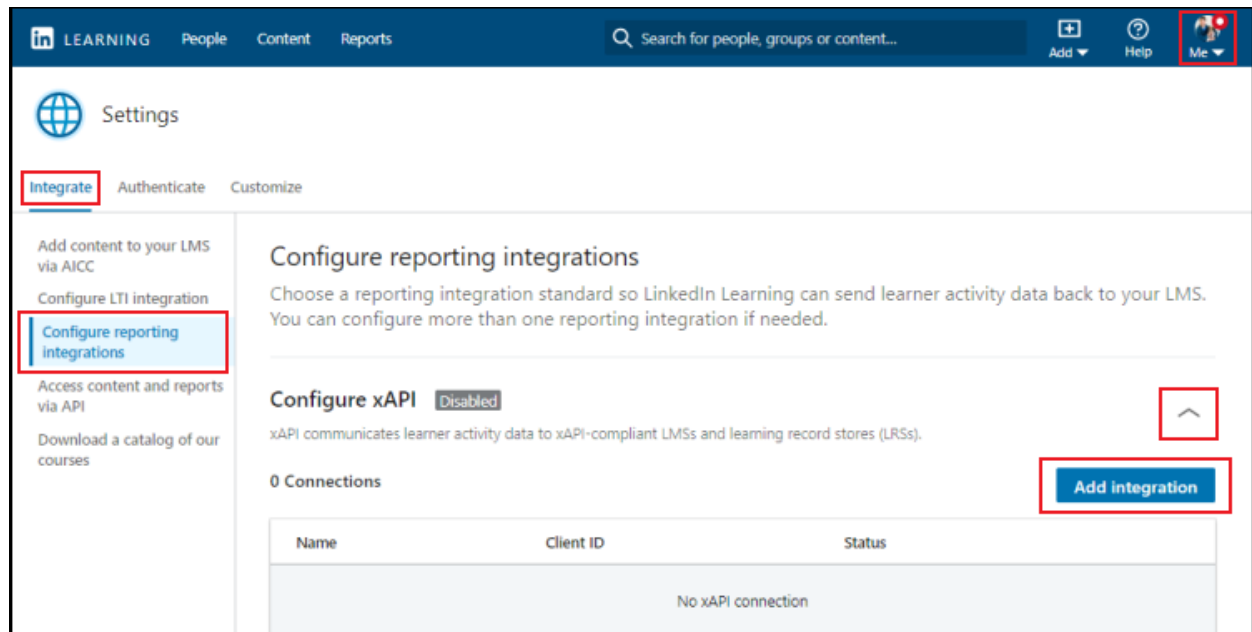 in LEARNING People Content Reports Search for people, groups or content... Add Help Me
Settings
Integrate Authenticate Customize
Add content to your LMS
via AICC
Configure LTI integration
Configure reporting
integrations
Access content and reports
via API
Download a catalog of our
courses
Configure reporting integrations
Choose a reporting integration standard so LinkedIn Learning can send learner activity data back to your LMS.
You can configure more than one reporting integration if needed.
Configure xAPI Disabled
xAPI communicates learner activity data to xAPI-compliant LMSs and learning record stores (LRSs).
0 Connections Add integration
Name Client ID Status
No xAPI connection